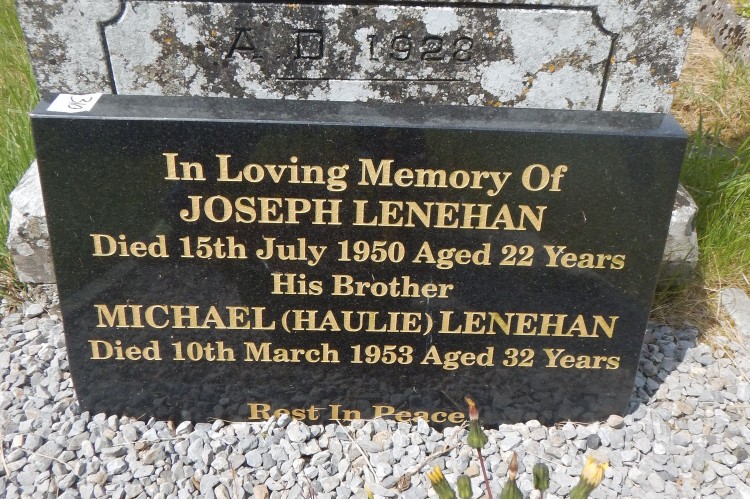 A D 1928
In Loving Memory Of
JOSEPH LENEHAN
Died 15th July 1950 Aged 22 Years
His Brother
MICHAEL (HAULIE) LENEHAN
Died 10th March 1953 Aged 32 Years
Rest In Peace